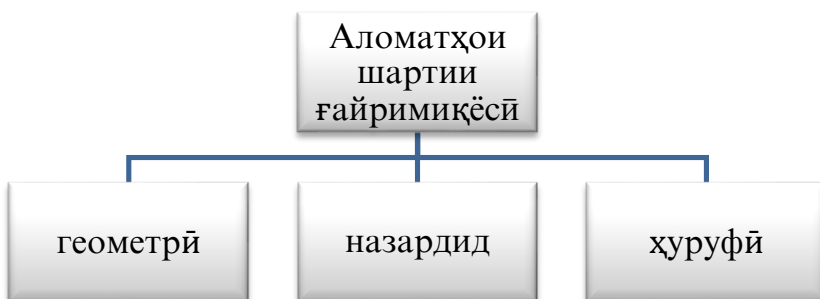 Аломатҳои
шартии
ғайримиқёсӣ
геометрӣ
назардид
ҳуруфӣ